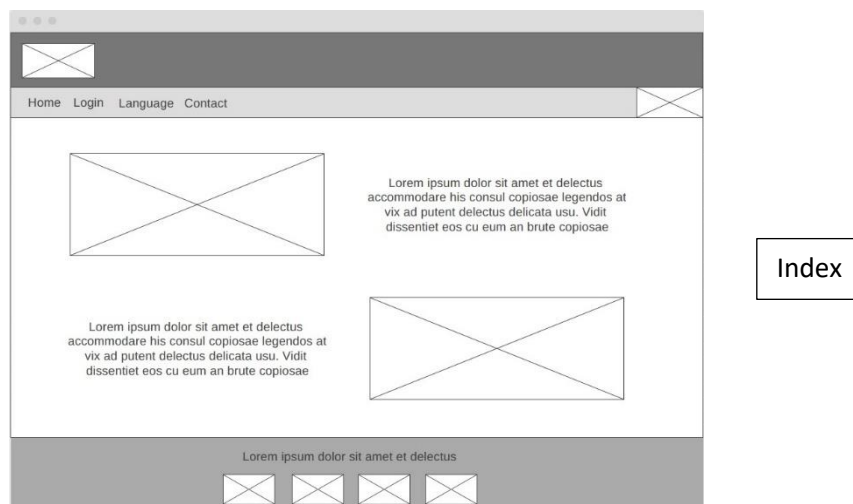 Home Login Language Contact
Lorem ipsum dolor sit amet et delectus
accommodare his consul copiosae legendos at
vix ad putent delectus delicata usu. Vidit
dissentiet eos cu eum an brute copiosae
Index
Lorem ipsum dolor sit amet et delectus
accommodare his consul copiosae legendos at
vix ad putent delectus delicata usu. Vidit
dissentiet eos cu eum an brute copiosae
Lorem ipsum dolor sit amet et delectus